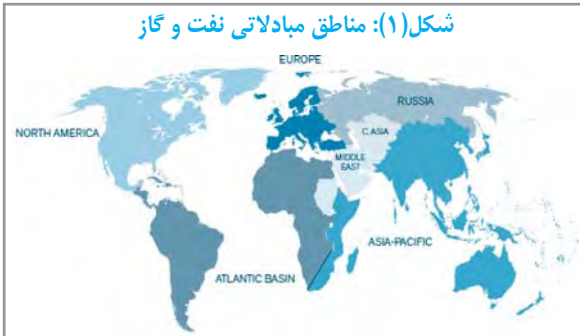 شکل(۱): مناطق مبادلاتی نفت و گاز
EUROPE
RUSSIA
NORTH AMERICA
C.ASIA
MIDDLE
EAST
ASIA-PACIFIC
ATLANTIC BASIN